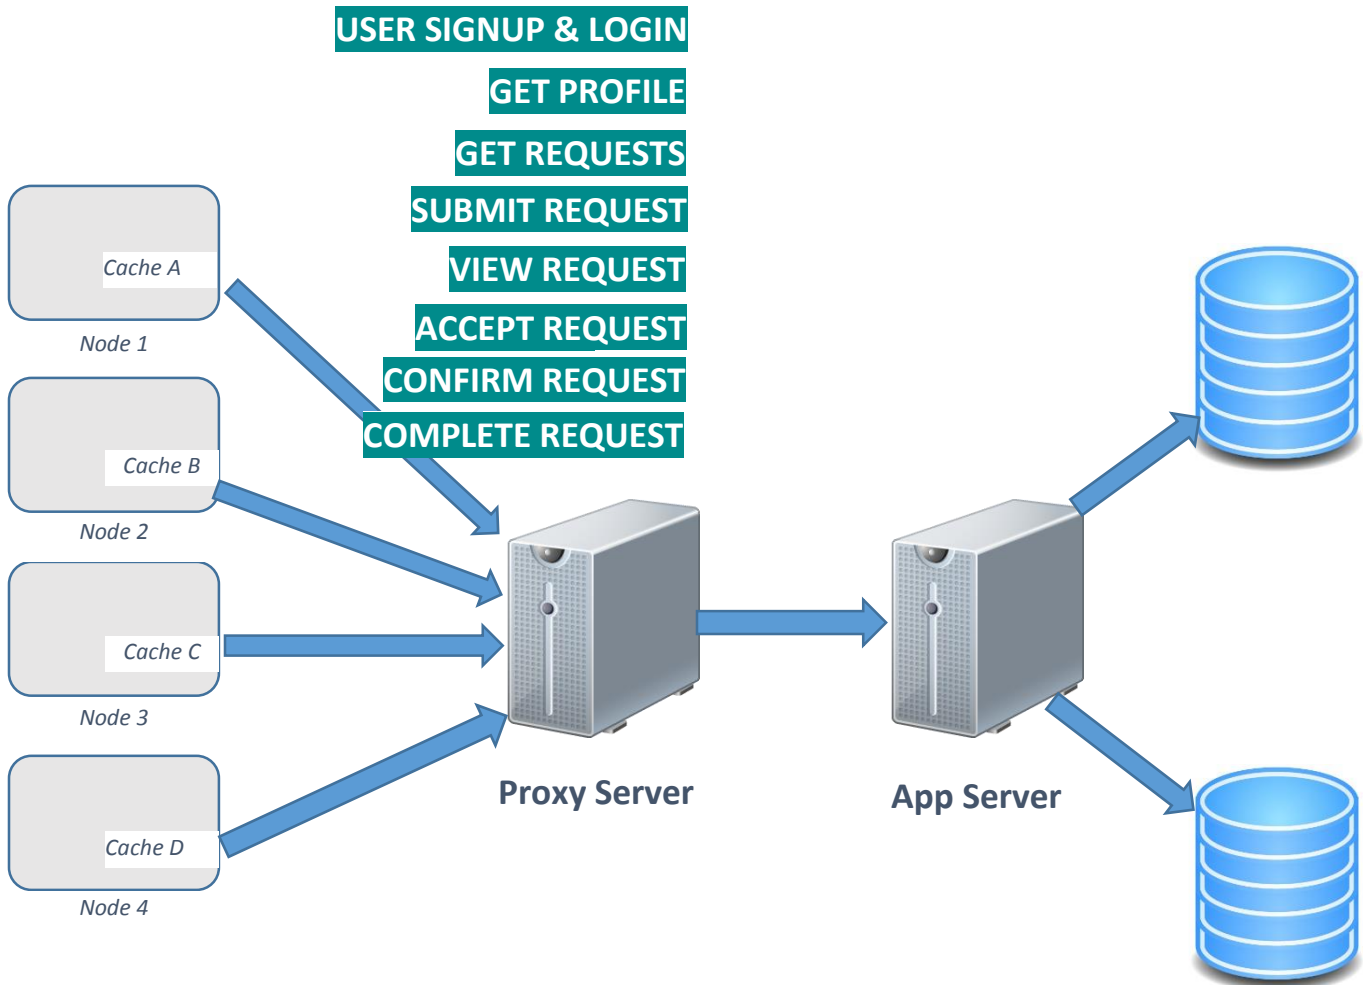 USER SIGNUP & LOGIN
GET PROFILE
GET REQUESTS
SUBMIT REQUEST
VIEW REQUEST
ACCEPT REQUEST
CONFIRM REQUEST
COMPLETE REQUEST
Cache A
Node 1
Cache B
Node 2
Cache C
Node 3
Cache D
Node 4
Proxy Server
App Server